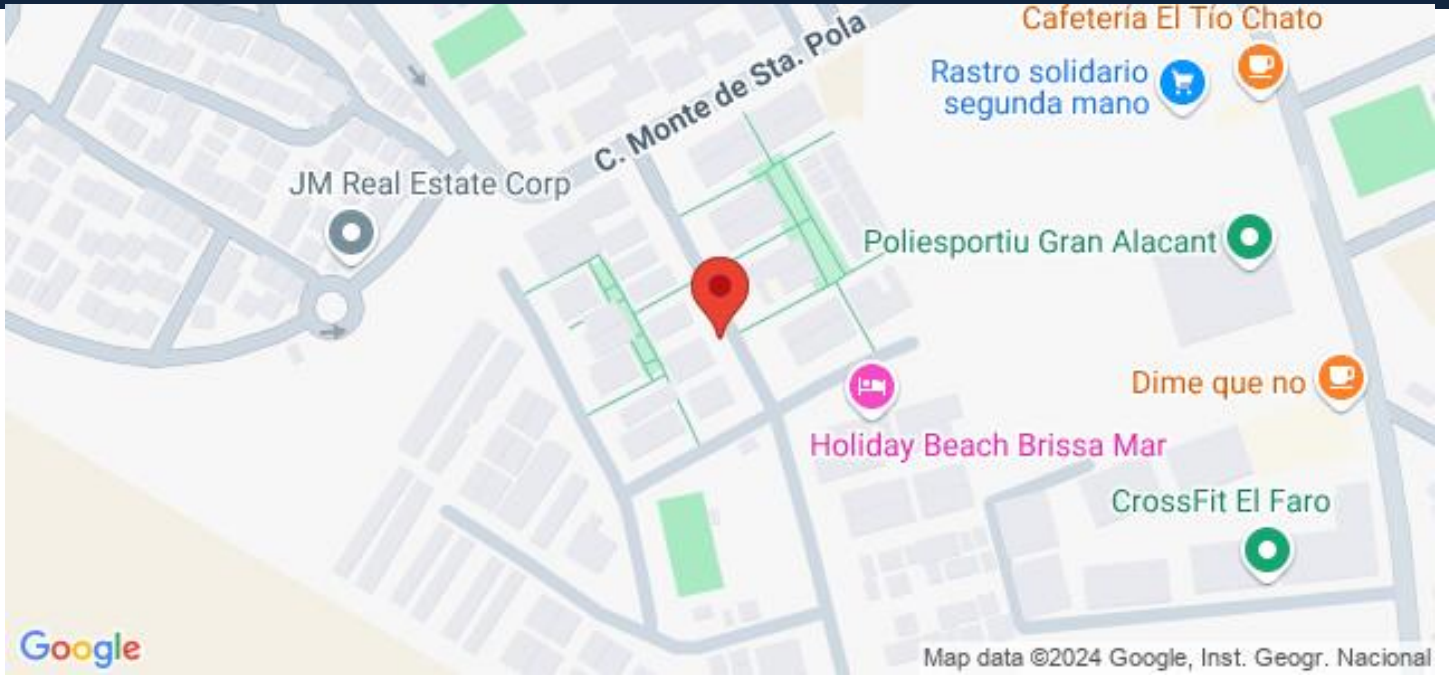 Cafetería El Tío Chato
C. Monte de Sta. Pola
Rastro solidario
segunda mano
JM Real Estate Corp
Poliesportiu Gran Alacant
Dime que no
Holiday Beach Brissa Mar
CrossFit El Faro
Google
Map data ©2024 Google, Inst. Geogr. Nacional